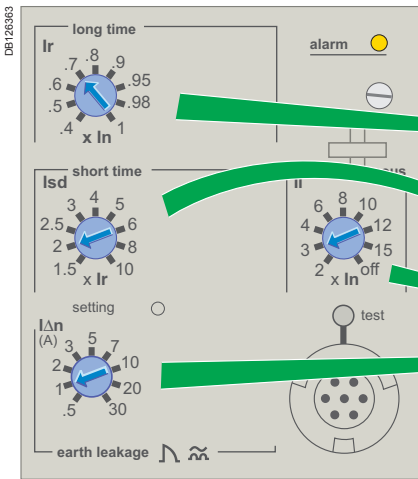 DB126363
long time
Ir
.4 .5 .6 .7 .8 .9 .95 .98 1
x In
alarm
short time
Isd
1.5 2 2.5 3 4 5 6 8 10
x Ir
Ii
ous
2 3 4 6 8 10 12 15 off
x In
setting
I∆n
(A)
.5 1 2 3 5 7 10 20 30
test
earth leakage